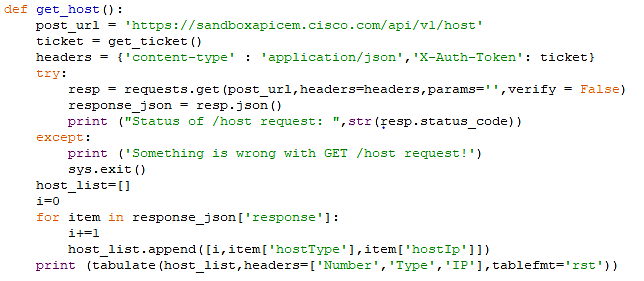 def get_host():
    post_url = 'https://sandboxapicem.cisco.com/api/v1/host'
    ticket = get_ticket()
    headers = {'content-type' : 'application/json','X-Auth-Token': ticket}
    try:
        resp = requests.get(post_url,headers=headers,params='',verify = False)
        response_json = resp.json()
        print ("Status of /host request: ",str(resp.status_code))
    except:
        print ('Something is wrong with GET /host request!')
        sys.exit()
    host_list=[]
    i=0
    for item in response_json['response']:
        i+=1
        host_list.append([i,item['hostType'],item['hostIp']])
    print (tabulate(host_list,headers=['Number','Type','IP'],tablefmt='rst'))